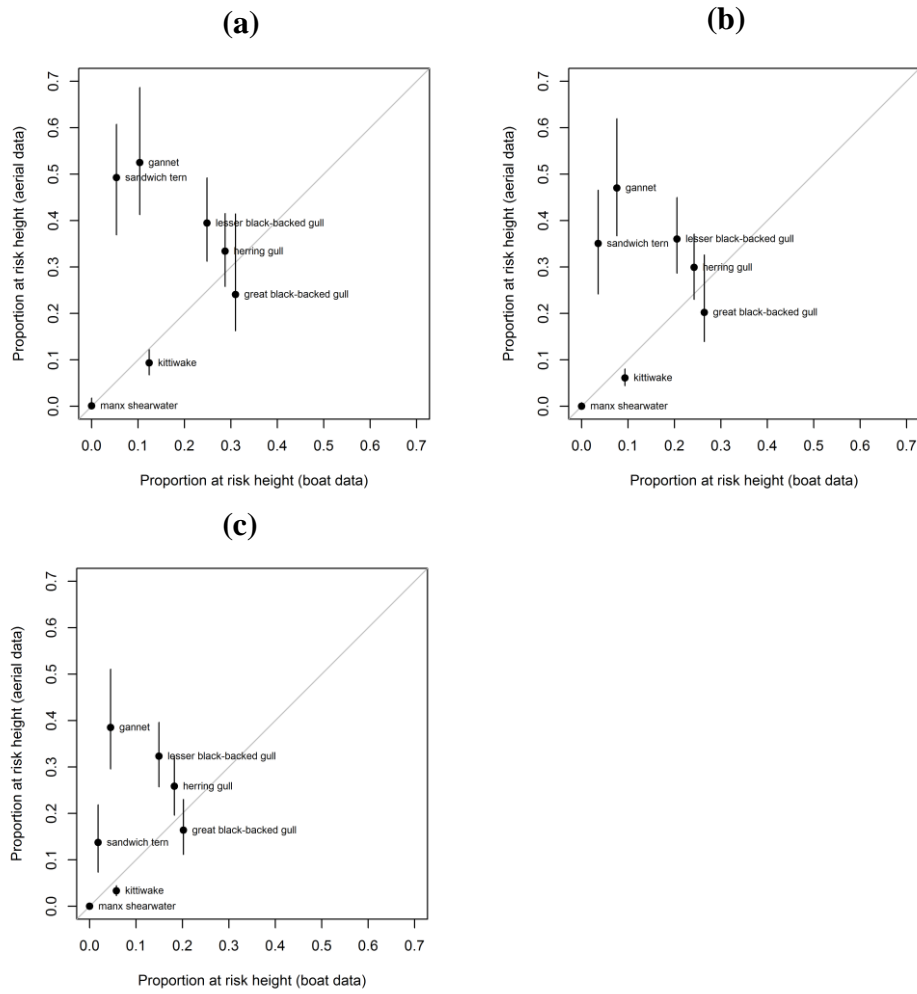 (a)
Proportion at risk height (aerial data)
0.7
0.6
0.5
0.4
0.3
0.2
0.1
0.0
gannet
sandwich tern
lesser black-backed gull
herring gull
great black-backed gull
kittiwake
manx shearwater
0.0 0.1 0.2 0.3 0.4 0.5 0.6 0.7
Proportion at risk height (boat data)
(b)
Proportion at risk height (aerial data)
0.7
0.6
0.5
0.4
0.3
0.2
0.1
0.0
gannet
lesser black-backed gull
sandwich tern
herring gull
great black-backed gull
kittiwake
manx shearwater
0.0 0.1 0.2 0.3 0.4 0.5 0.6 0.7
Proportion at risk height (boat data)
(c)
Proportion at risk height (aerial data)
0.7
0.6
0.5
0.4
0.3
0.2
0.1
0.0
gannet
lesser black-backed gull
herring gull
great black-backed gull
sandwich tern
kittiwake
manx shearwater
0.0 0.1 0.2 0.3 0.4 0.5 0.6 0.7
Proportion at risk height (boat data)